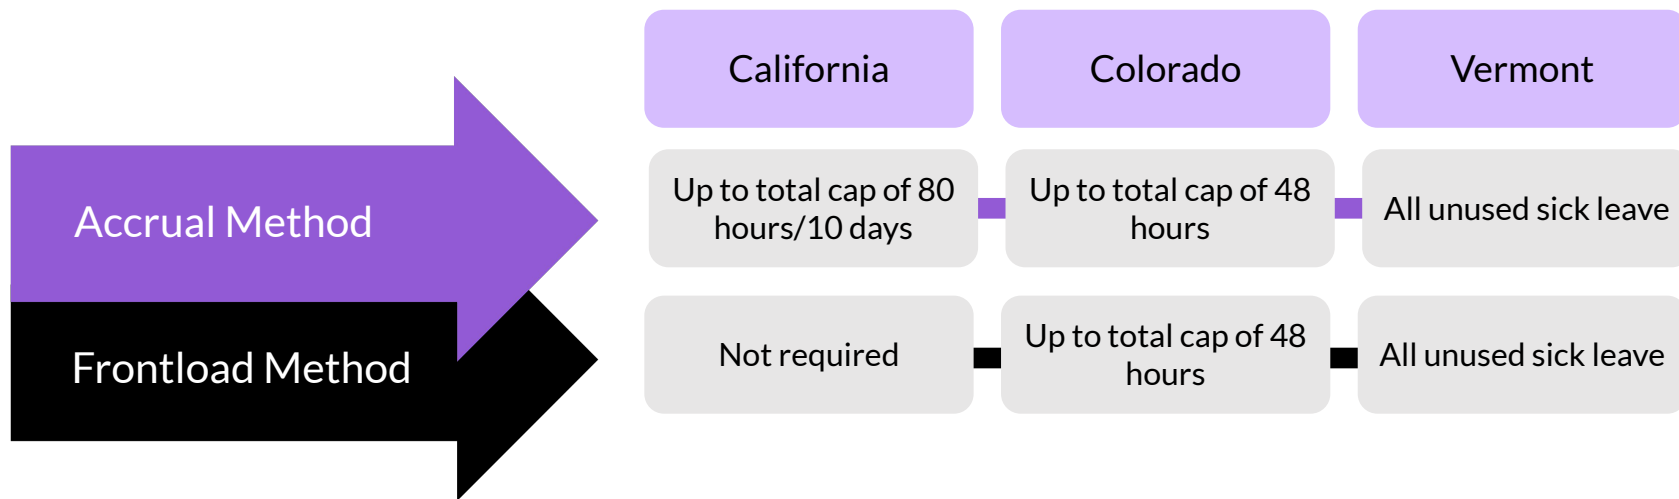 California
Colorado
Vermont
Accrual Method
Up to total cap of 80
hours/10 days
Up to total cap of 48
hours
All unused sick leave
Frontload Method
Not required
Up to total cap of 48
hours
All unused sick leave